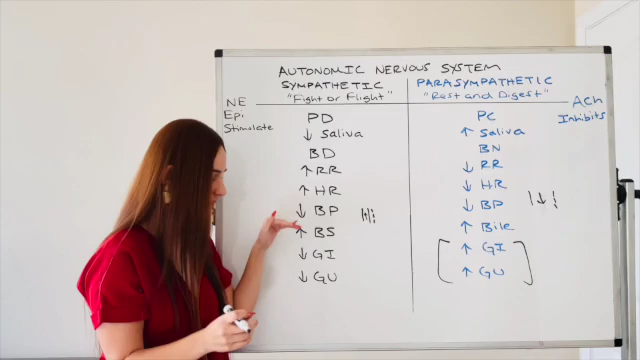 AUTONOMIC NERVOUS SYSTEM
SYMPATHETIC
"Fight or Flight"
PARASYMPATHETIC
"Rest and Digest"
NE
Epi
Stimulate
PD
↓ Saliva
BD
↑ RR
↑ HR
↓ BP
↑ BS
↓ GI
↓ GU
PC
↑ Saliva
BN
↓ RR
↓ HR
↓ BP
↑ Bile
↑ GI
↑ GU
ACh
Inhibits